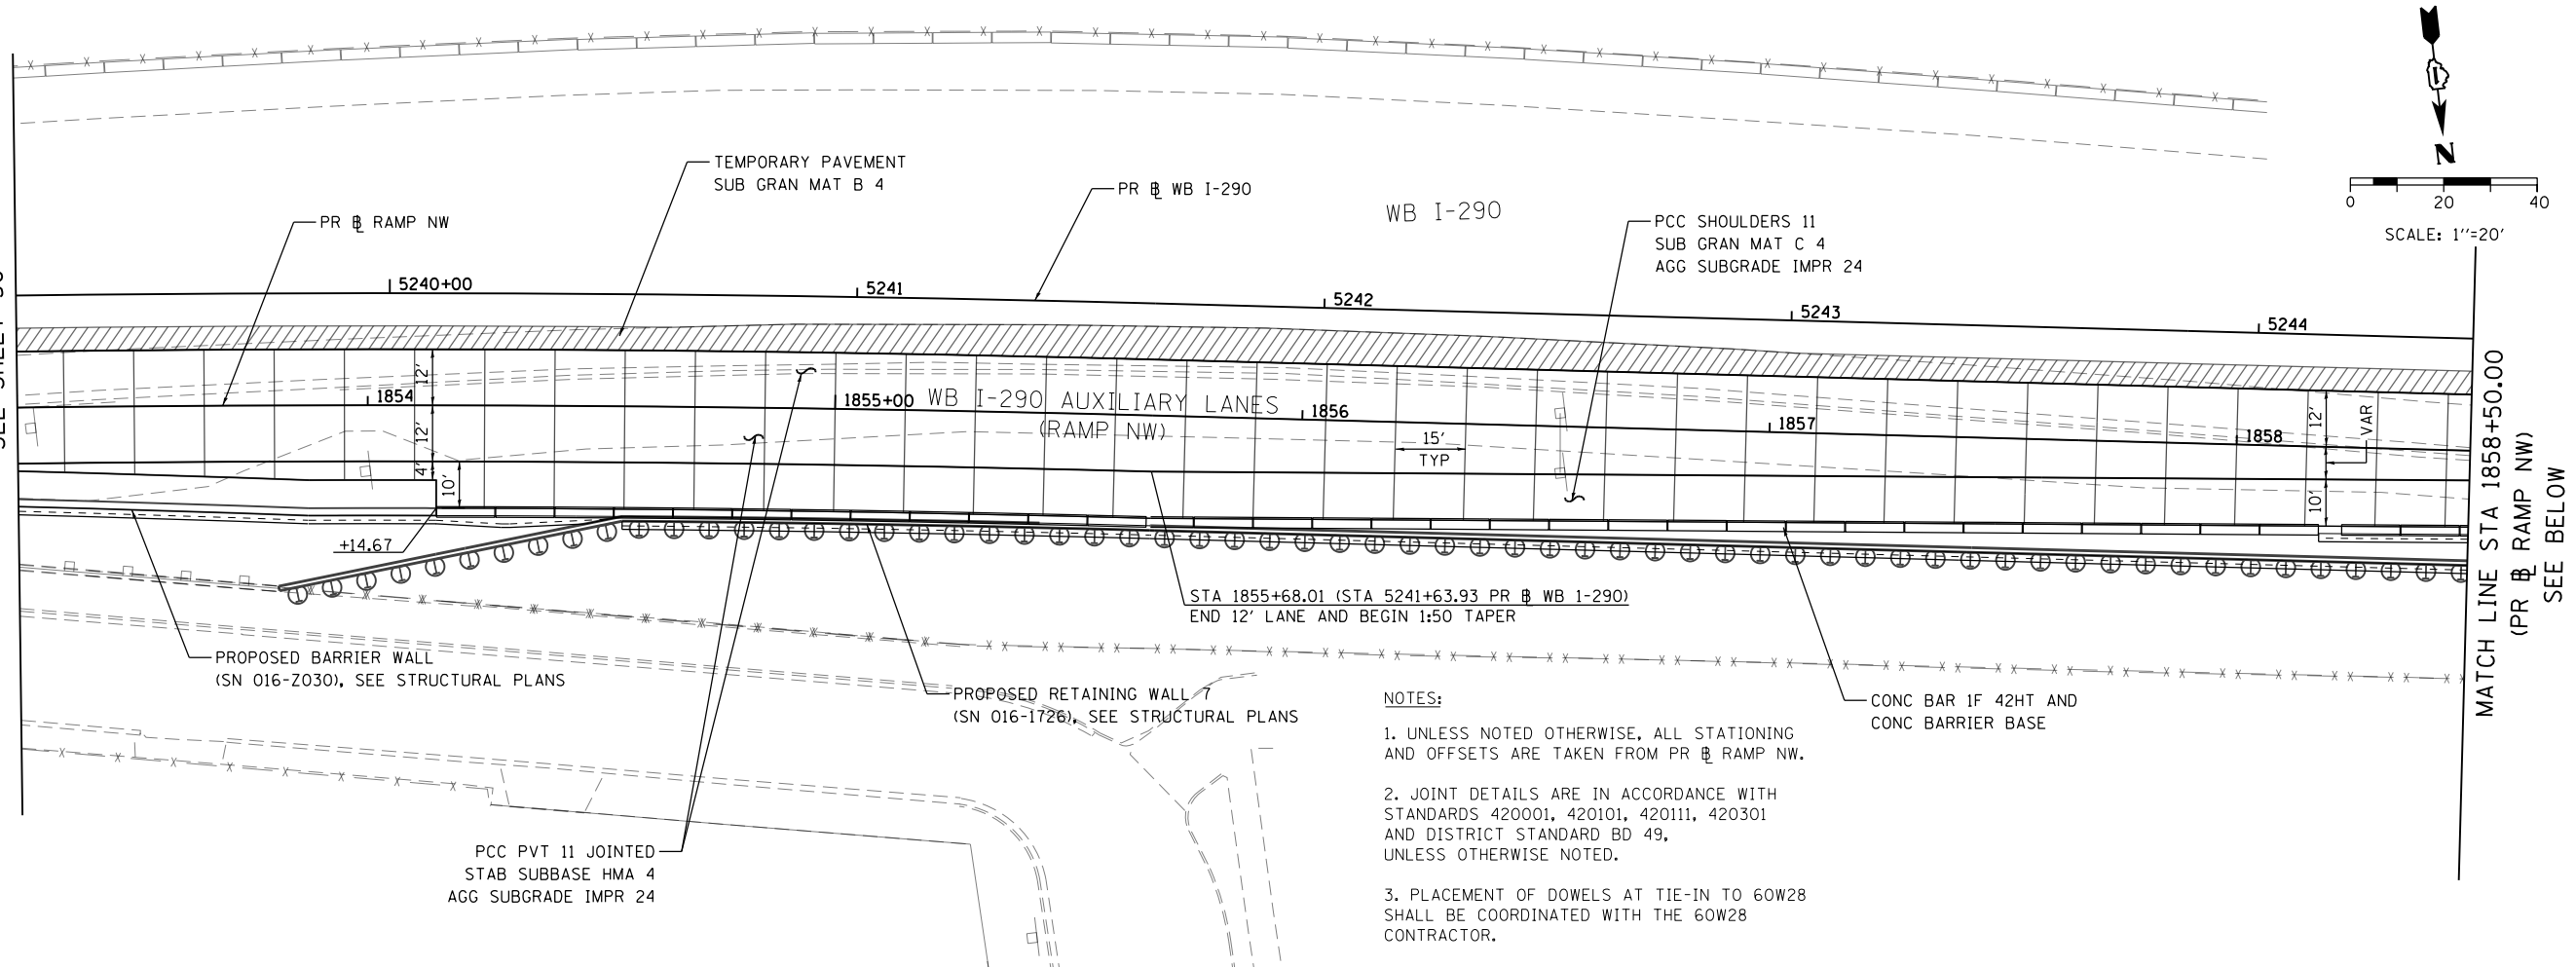 TEMPORARY PAVEMENT
SUB GRAN MAT B 4
PR ℄ WB I-290
WB I-290
PR ℄ RAMP NW
PCC SHOULDERS 11
SUB GRAN MAT C 4
AGG SUBGRADE IMPR 24
N
0 20 40
SCALE: 1''=20'
5240+00
5241
5242
5243
5244
12'
12'
4'
10'
1854
1855+00
WB I-290 AUXILIARY LANES
(RAMP NW)
1856
1857
1858
15'
TYP
12'
VAR
10'
+14.67
STA 1855+68.01 (STA 5241+63.93 PR ℄ WB I-290)
END 12' LANE AND BEGIN 1:50 TAPER
PROPOSED BARRIER WALL
(SN 016-Z030), SEE STRUCTURAL PLANS
PROPOSED RETAINING WALL 7
(SN 016-1726), SEE STRUCTURAL PLANS
CONC BAR 1F 42HT AND
CONC BARRIER BASE
PCC PVT 11 JOINTED
STAB SUBBASE HMA 4
AGG SUBGRADE IMPR 24
NOTES:
1. UNLESS NOTED OTHERWISE, ALL STATIONING
AND OFFSETS ARE TAKEN FROM PR ℄ RAMP NW.
2. JOINT DETAILS ARE IN ACCORDANCE WITH
STANDARDS 420001, 420101, 420111, 420301
AND DISTRICT STANDARD BD 49,
UNLESS OTHERWISE NOTED.
3. PLACEMENT OF DOWELS AT TIE-IN TO 60W28
SHALL BE COORDINATED WITH THE 60W28
CONTRACTOR.
MATCH LINE STA 1858+50.00
(PR ℄ RAMP NW)
SEE BELOW